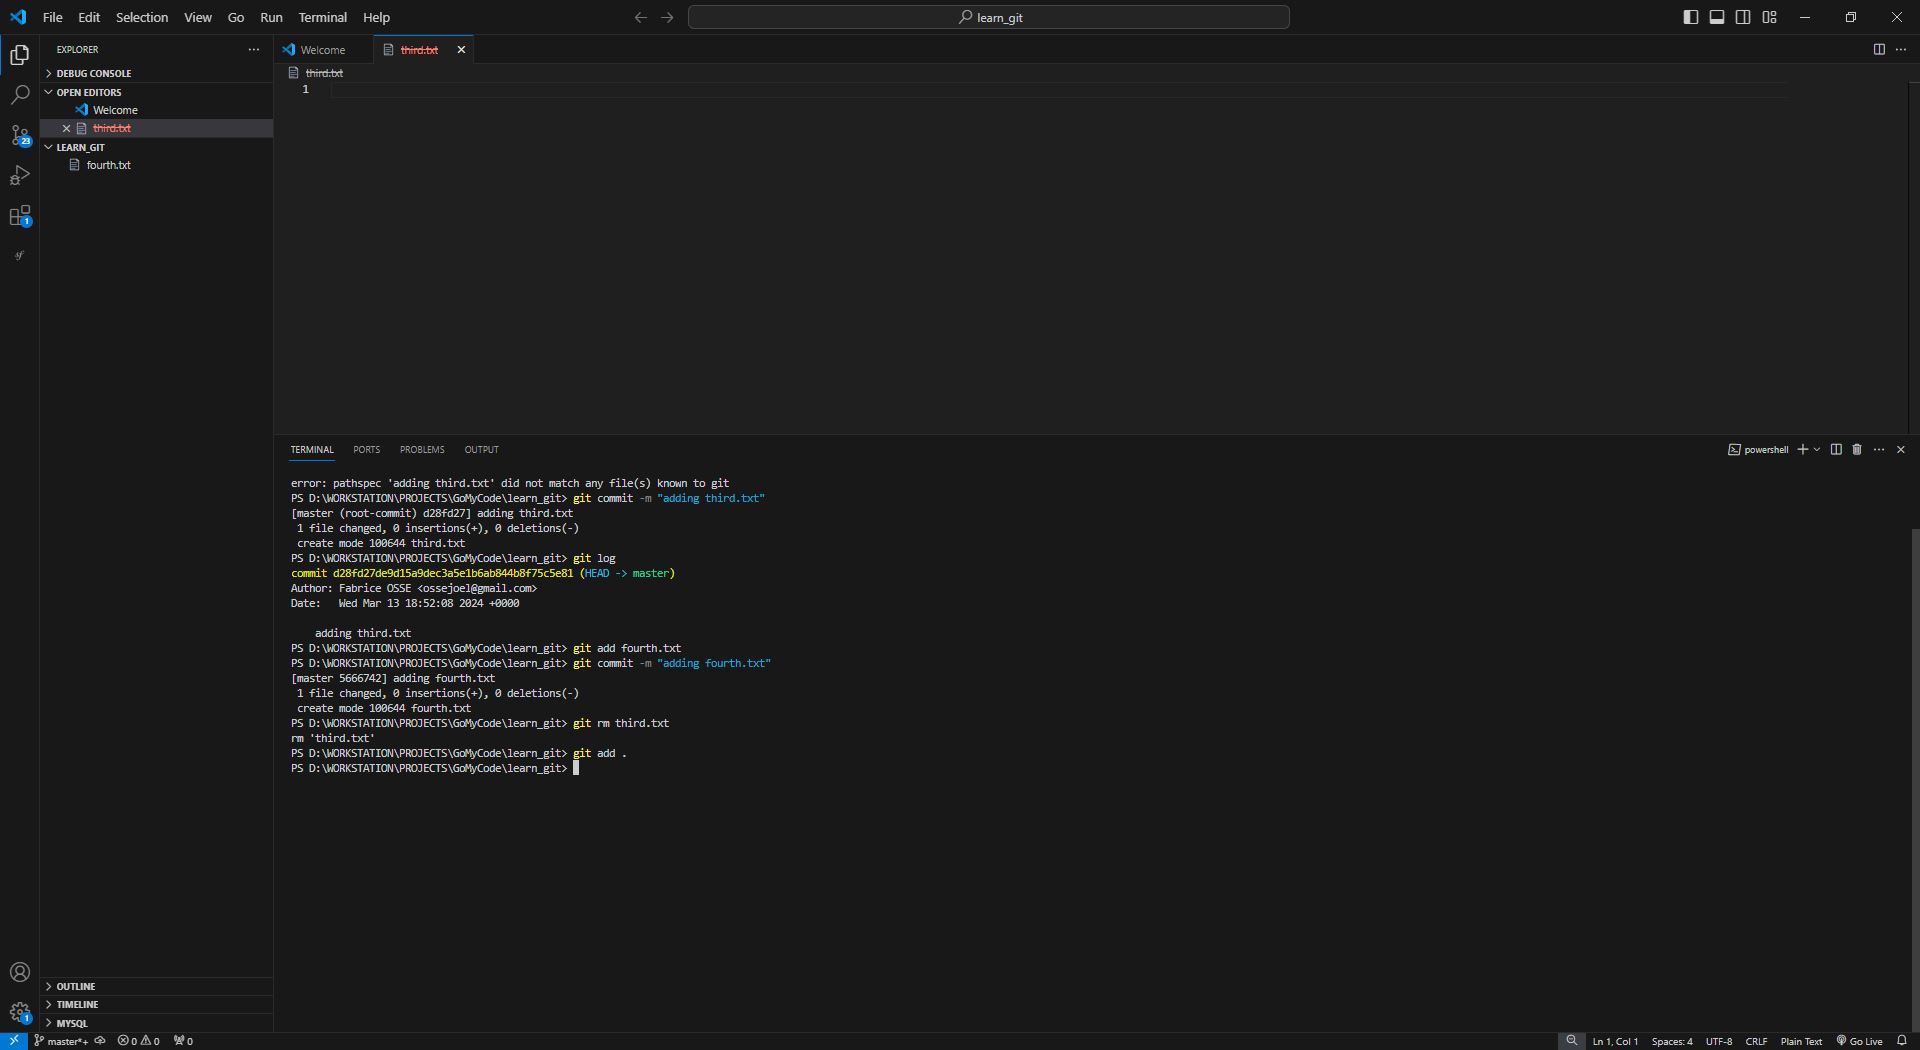 File Edit Selection View Go Run Terminal Help
learn_git
EXPLORER
DEBUG CONSOLE
OPEN EDITORS
Welcome
third.txt
LEARN_GIT
fourth.txt
23
1
Welcome third.txt
third.txt
1
TERMINAL PORTS PROBLEMS OUTPUT
powershell
error: pathspec 'adding third.txt' did not match any file(s) known to git
PS D:\WORKSTATION\PROJECTS\GoMyCode\learn_git> git commit -m "adding third.txt"
[master (root-commit) d28fd27] adding third.txt
1 file changed, 0 insertions(+), 0 deletions(-)
create mode 100644 third.txt
PS D:\WORKSTATION\PROJECTS\GoMyCode\learn_git> git log
commit d28fd27de9d15a9dec3a5e1b6ab844b8f75c5e81 (HEAD -> master)
Author: Fabrice OSSE <ossejoel@gmail.com>
Date:   Wed Mar 13 18:52:08 2024 +0000
adding third.txt
PS D:\WORKSTATION\PROJECTS\GoMyCode\learn_git> git add fourth.txt
PS D:\WORKSTATION\PROJECTS\GoMyCode\learn_git> git commit -m "adding fourth.txt"
[master 5666742] adding fourth.txt
1 file changed, 0 insertions(+), 0 deletions(-)
create mode 100644 fourth.txt
PS D:\WORKSTATION\PROJECTS\GoMyCode\learn_git> git rm third.txt
rm 'third.txt'
PS D:\WORKSTATION\PROJECTS\GoMyCode\learn_git> git add .
PS D:\WORKSTATION\PROJECTS\GoMyCode\learn_git>
OUTLINE
TIMELINE
MYSQL
1
master*+ 0 0 0
Ln 1, Col 1 Spaces: 4 UTF-8 CRLF Plain Text Go Live